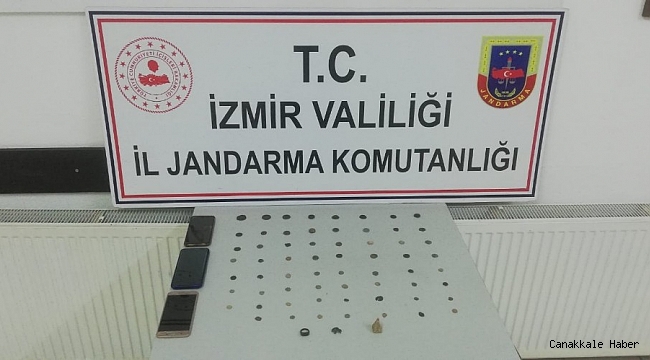 T.C.
İZMİR VALİLİĞİ
İL JANDARMA KOMUTANLIĞI
JANDARMA
Canakkale Haber